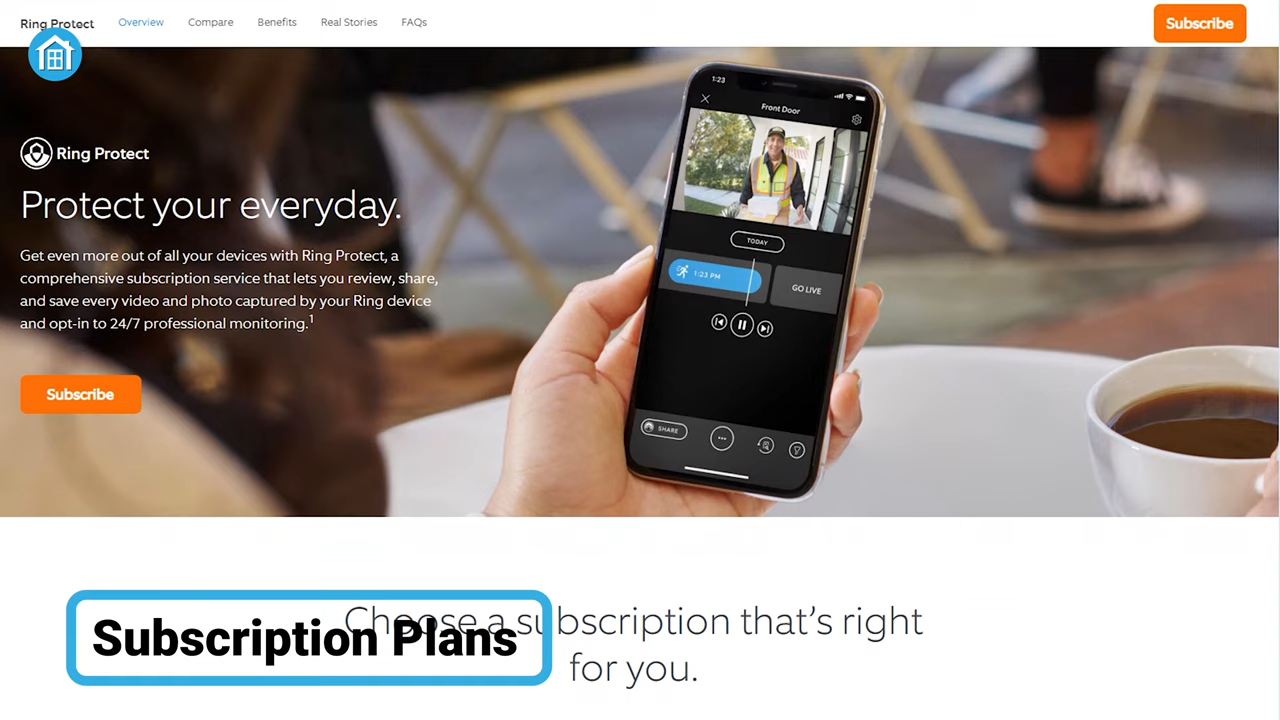 Ring Protect
Overview
Compare
Benefits
Real Stories
FAQs
Subscribe
Ring Protect
Protect your everyday.
Get even more out of all your devices with Ring Protect, a
comprehensive subscription service that lets you review, share,
and save every video and photo captured by your Ring device
and opt-in to 24/7 professional monitoring.1
Subscribe
1:23
Front Door
TODAY
1:23 PM
GO LIVE
SHARE
Choose a subscription that's right
for you.
Subscription Plans